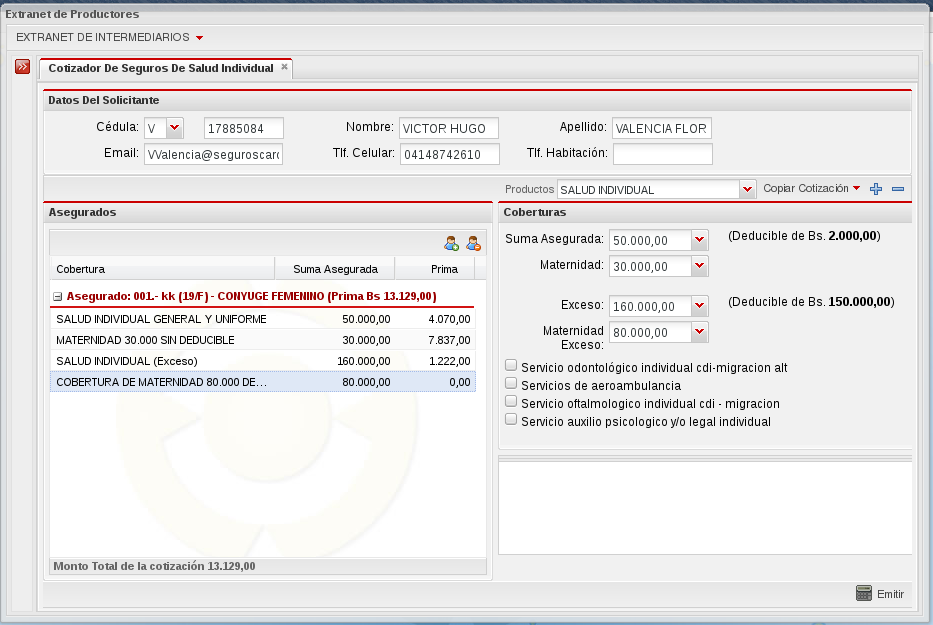 Extranet de Productores
EXTRANET DE INTERMEDIARIOS
Cotizador De Seguros De Salud Individual
Datos Del Solicitante
Cédula: V 17885084 Nombre: VICTOR HUGO Apellido: VALENCIA FLOR
Email: VValencia@seguroscar Tlf. Celular: 04148742610 Tlf. Habitación:
Productos SALUD INDIVIDUAL Copiar Cotización
Asegurados
Cobertura Suma Asegurada Prima
Asegurado: 001.- kk (19/F) - CONYUGE FEMENINO (Prima Bs 13.129,00)
SALUD INDIVIDUAL GENERAL Y UNIFORME 50.000,00 4.070,00
MATERNIDAD 30.000 SIN DEDUCIBLE 30.000,00 7.837,00
SALUD INDIVIDUAL (Exceso) 160.000,00 1.222,00
COBERTURA DE MATERNIDAD 80.000 DE... 80.000,00 0,00
Monto Total de la cotización 13.129,00
Coberturas
Suma Asegurada: 50.000,00 (Deducible de Bs. 2.000,00)
Maternidad: 30.000,00
Exceso: 160.000,00 (Deducible de Bs. 150.000,00)
Maternidad
Exceso: 80.000,00
Servicio odontológico individual cdi-migracion alt
Servicios de aeroambulancia
Servicio oftalmologico individual cdi - migracion
Servicio auxilio psicologico y/o legal individual
Emitir